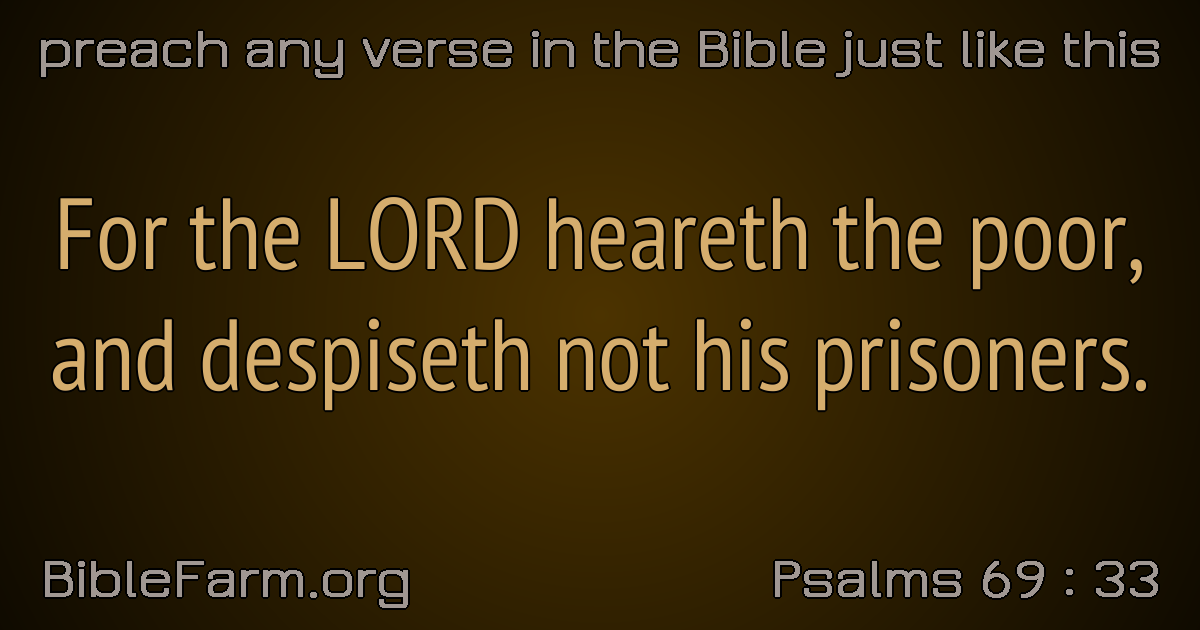 preach any verse in the Bible just like this
For the LORD heareth the poor,
and despiseth not his prisoners.
BibleFarm.org
Psalms 69 : 33